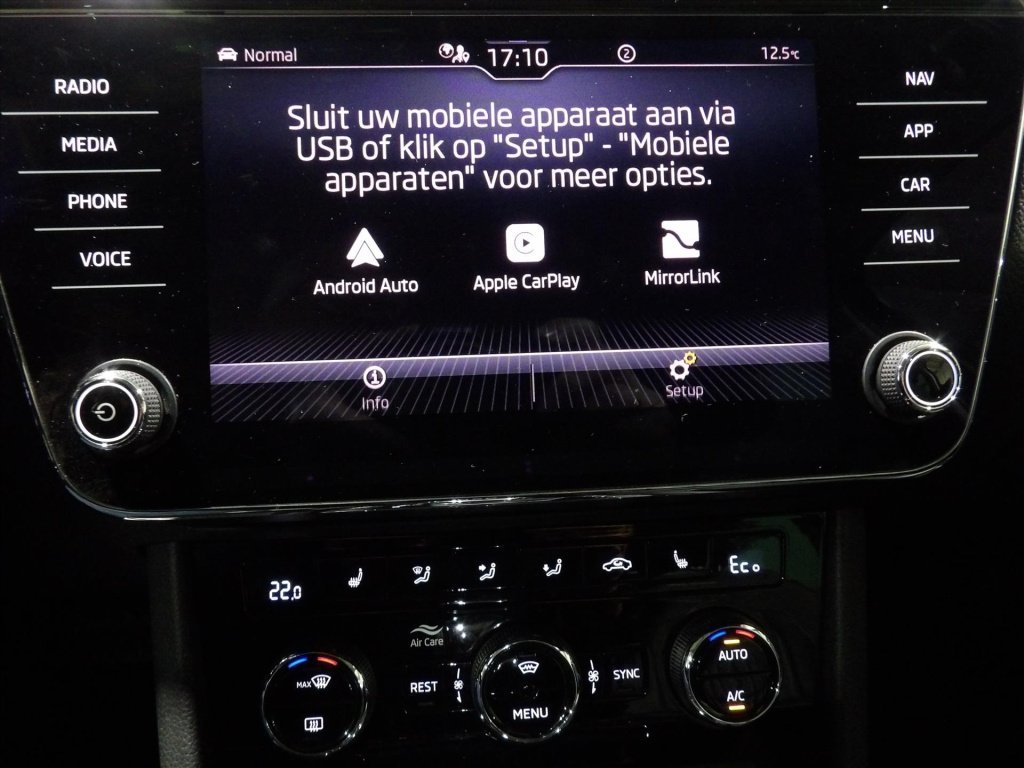 Normal
17:10
2
12.5°C
RADIO
MEDIA
PHONE
VOICE
Sluit uw mobiele apparaat aan via
USB of klik op "Setup" - "Mobiele
apparaten" voor meer opties.
Android Auto
Apple CarPlay
MirrorLink
Info
Setup
NAV
APP
CAR
MENU
22.0
Eco
Air Care
MAX
REST
MENU
SYNC
AUTO
A/C